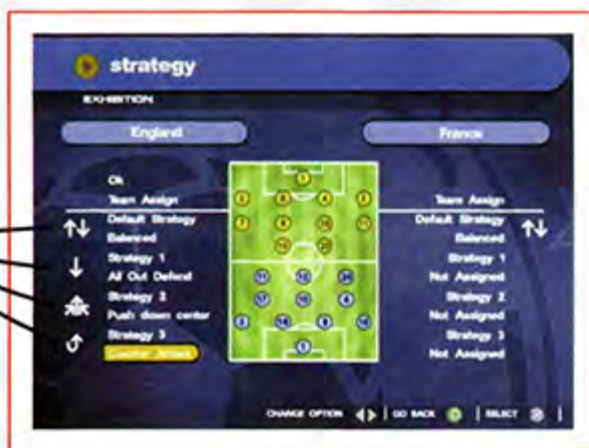 strategy
EXHIBITION
England
France
Ok
Team Assign
Default Strategy
Balanced
Strategy 1
All Out Defend
Strategy 2
Push down center
Strategy 3
Counter Attack
Team Assign
Default Strategy
Balanced
Strategy 1
Not Assigned
Strategy 2
Not Assigned
Strategy 3
Not Assigned
CHANGE OPTION
GO BACK
SELECT